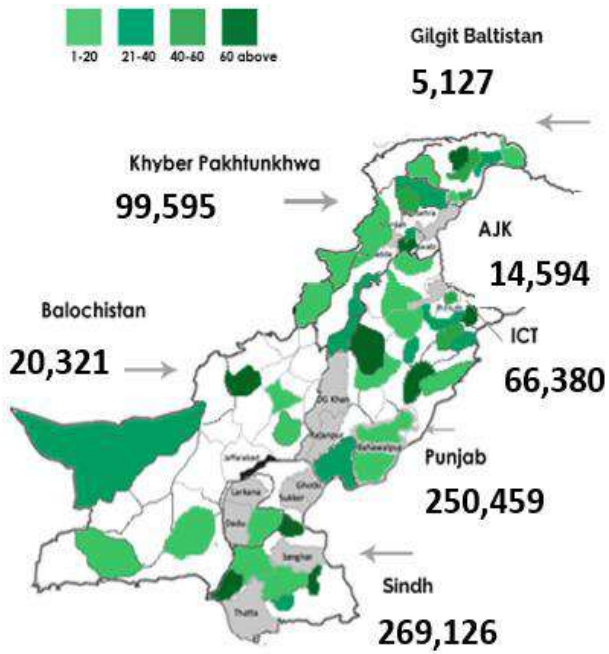 1-20 21-40 40-60 60 above
Gilgit Baltistan
5,127
Khyber Pakhtunkhwa
99,595
AJK
14,594
Balochistan
20,321
ICT
66,380
DG Khan
Rajanpur
Bahawalpur
Jaffarabad
Punjab
250,459
Larkana
Ghotki
Sukker
Dadu
Sanghar
Sindh
269,126
Thatta